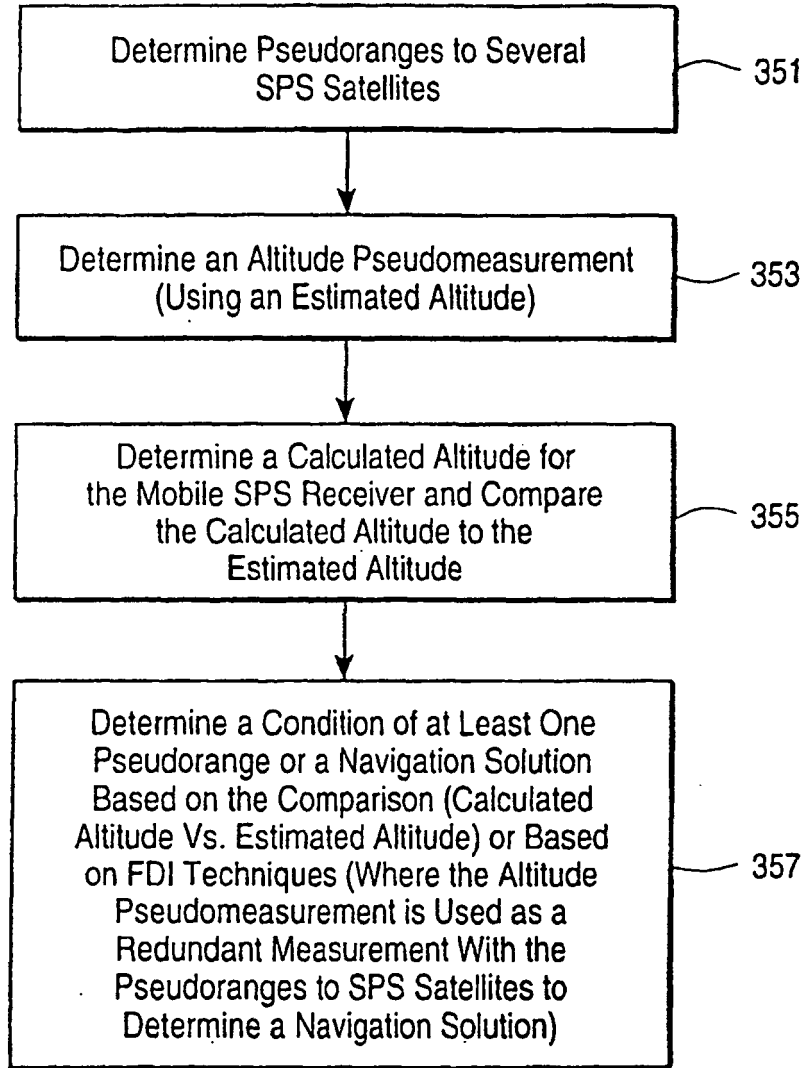 Determine Pseudoranges to Several
SPS Satellites
351
Determine an Altitude Pseudomeasurement
(Using an Estimated Altitude)
353
Determine a Calculated Altitude for
the Mobile SPS Receiver and Compare
the Calculated Altitude to the
Estimated Altitude
355
Determine a Condition of at Least One
Pseudorange or a Navigation Solution
Based on the Comparison (Calculated
Altitude Vs. Estimated Altitude) or Based
on FDI Techniques (Where the Altitude
Pseudomeasurement is Used as a
Redundant Measurement With the
Pseudoranges to SPS Satellites to
Determine a Navigation Solution)
357